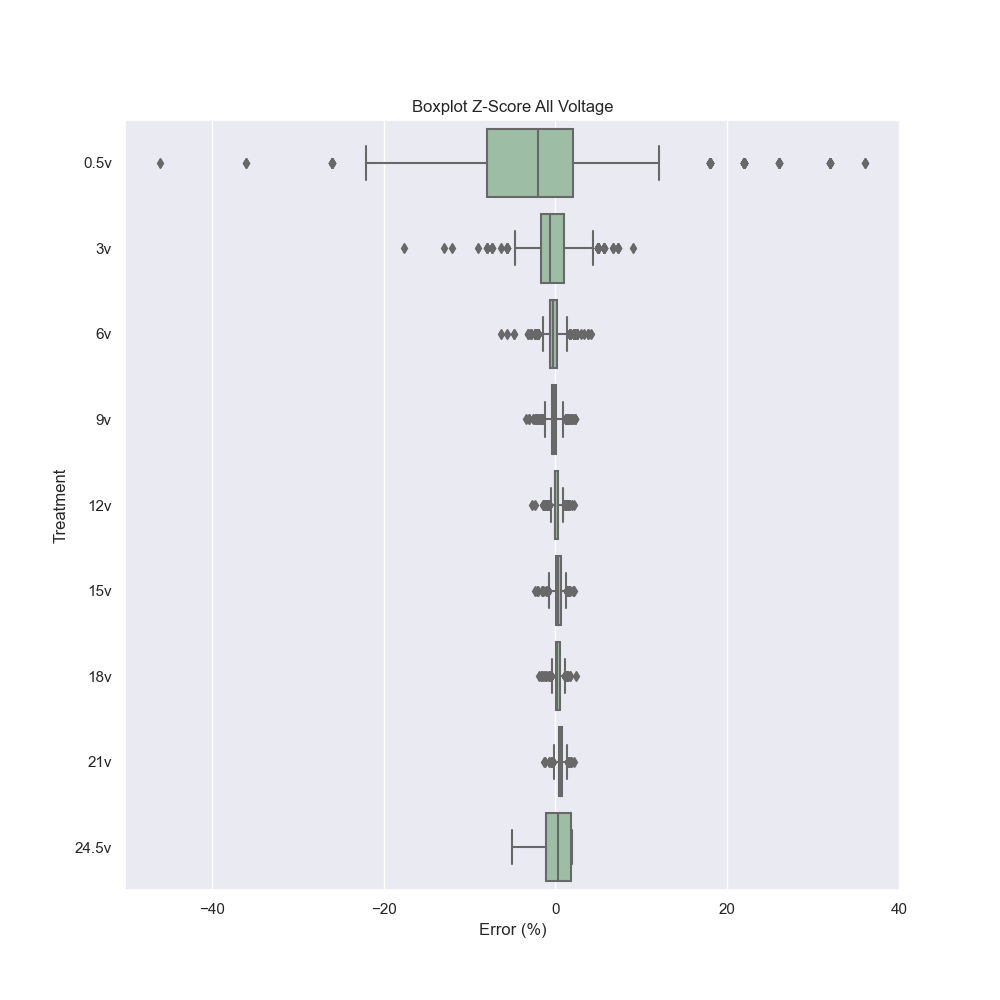 Boxplot Z-Score All Voltage
0.5v
3v
6v
9v
12v
15v
18v
21v
24.5v
Treatment
−40
−20
0
20
40
Error (%)